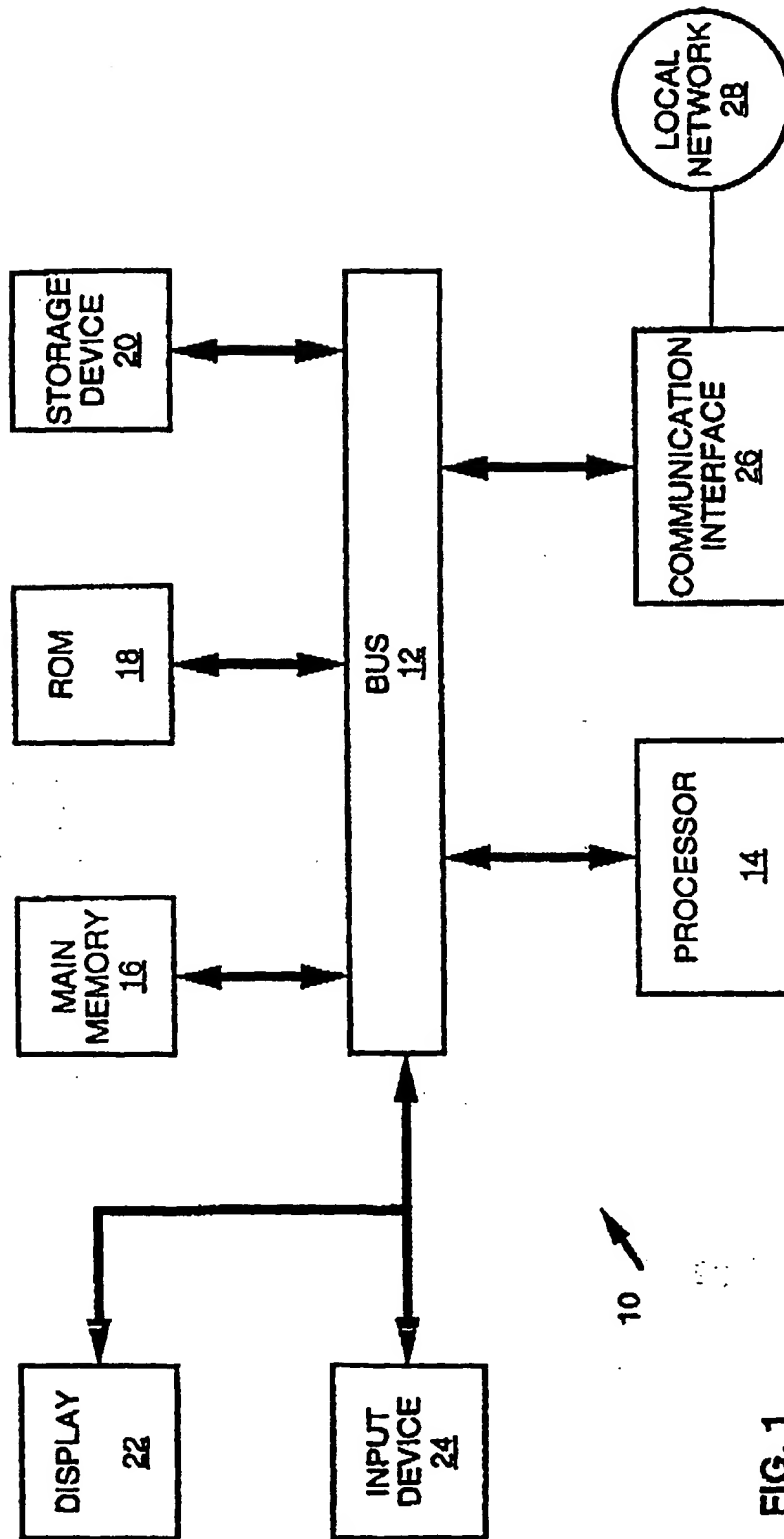 DISPLAY
22
INPUT
DEVICE
24
MAIN
MEMORY
16
ROM
18
STORAGE
DEVICE
20
BUS
12
PROCESSOR
14
COMMUNICATION
INTERFACE
26
LOCAL
NETWORK
28
10
FIG. 1